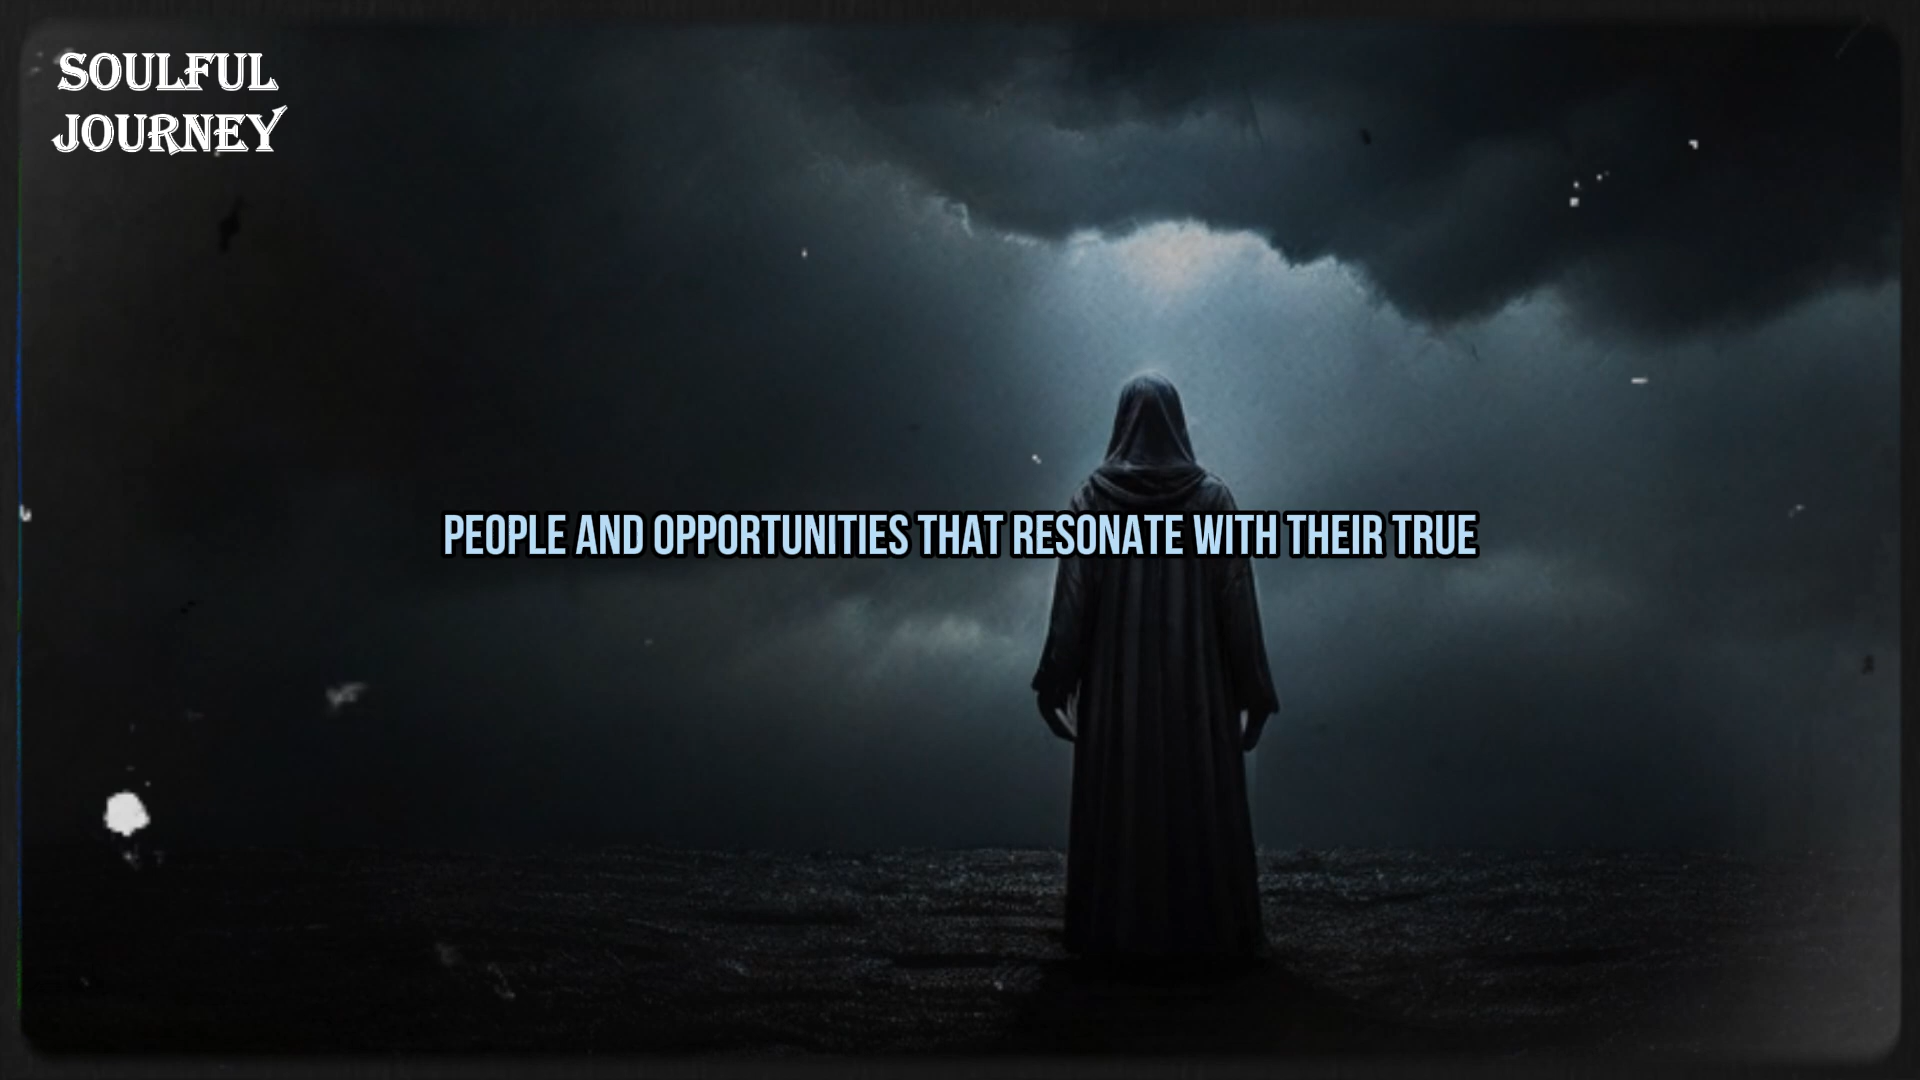 SOULFUL
JOURNEY
PEOPLE AND OPPORTUNITIES THAT RESONATE WITH THEIR TRUE